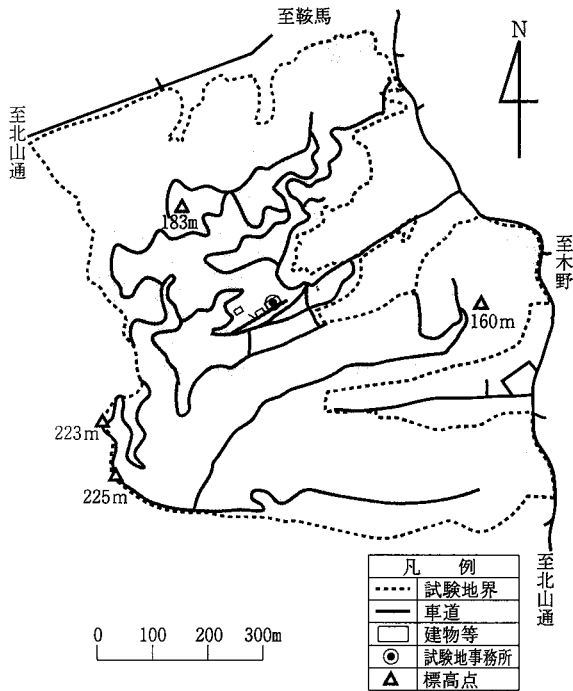 至鞍馬
N
至北山通
183m
至木野
160m
223m
225m
至北山通
凡 例
試験地界
車道
建物等
試験地事務所
標高点
0 100 200 300m